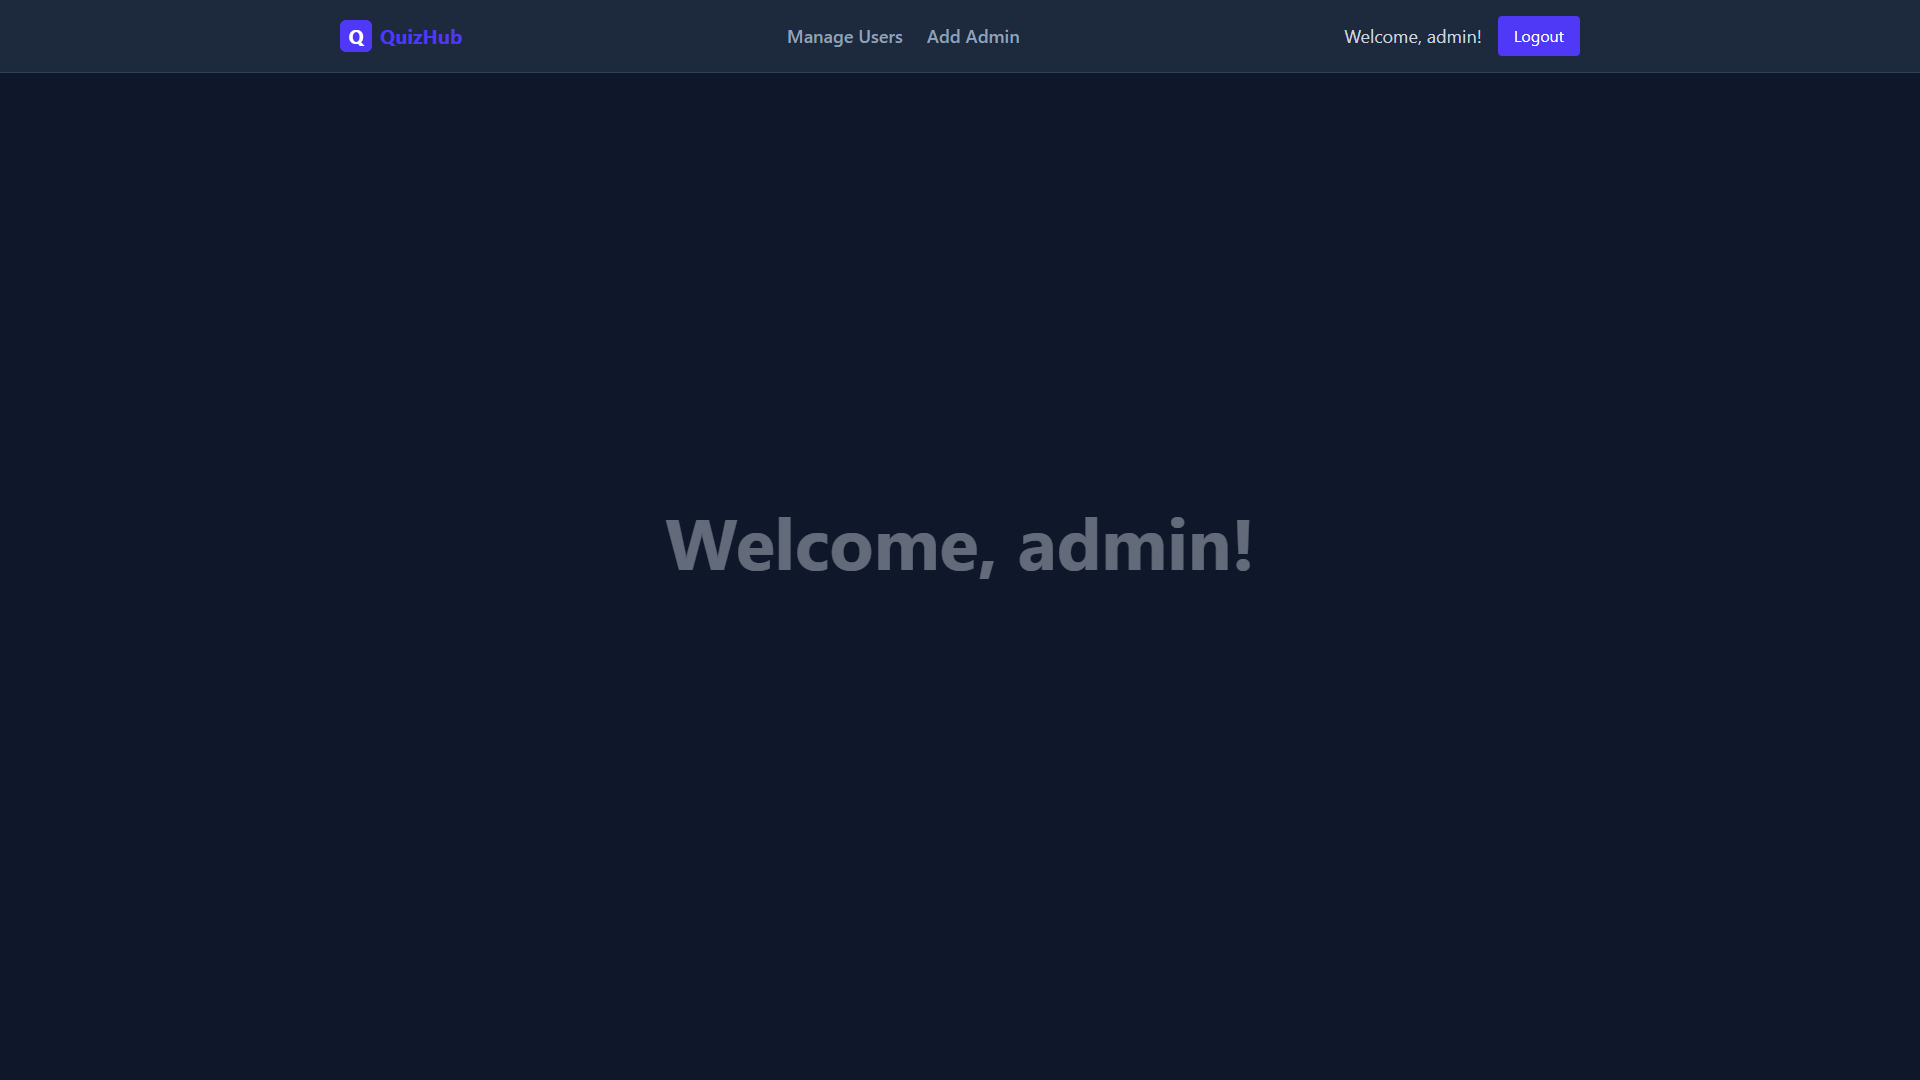 Q QuizHub
Manage Users
Add Admin
Welcome, admin!
Logout
Welcome, admin!